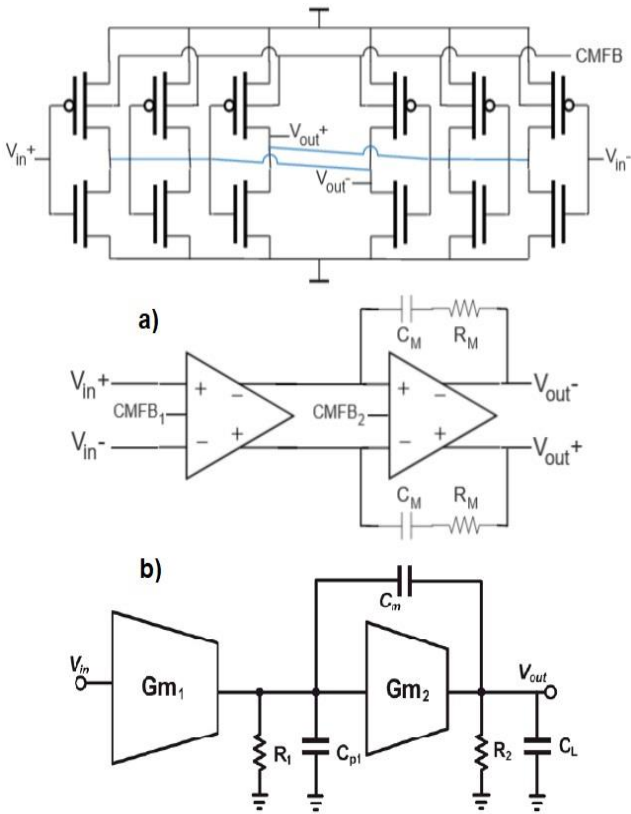 CMFB
Vin+
Vout+
Vout-
Vin-
a)
CM RM
Vin+
CMFB1
Vin-
+ -
- +
CMFB2
+ -
- +
Vout-
Vout+
CM RM
b)
Cm
Vin
Gm1
R1
Cp1
Gm2
Vout
R2
CL